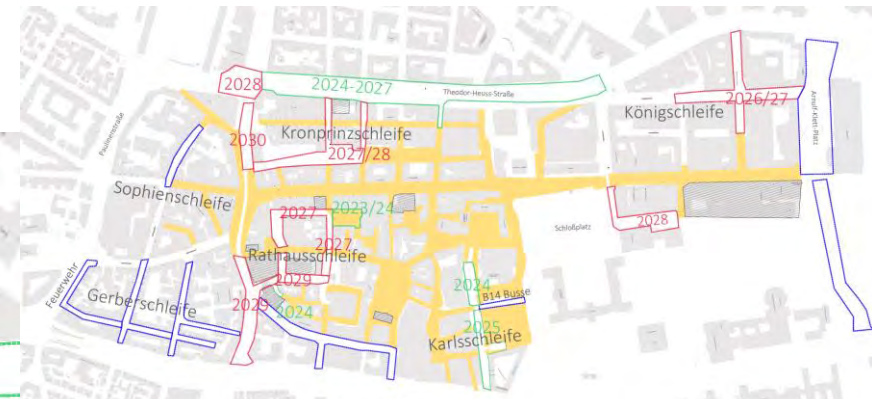 2028
2024-2027
Theodor-Heuss-Straße
Königschleife
2026/27
Arnulf-Klett-Platz
Paulinenstraße
2030
Kronprinzschleife
2027/28
Sophienschleife
2027
2023/24
2027
Schloßplatz
2028
Rathausschleife
2029
Feuerwehr
Gerberschleife
2029
2024
2024
B14 Busse
2025
Karlsschleife